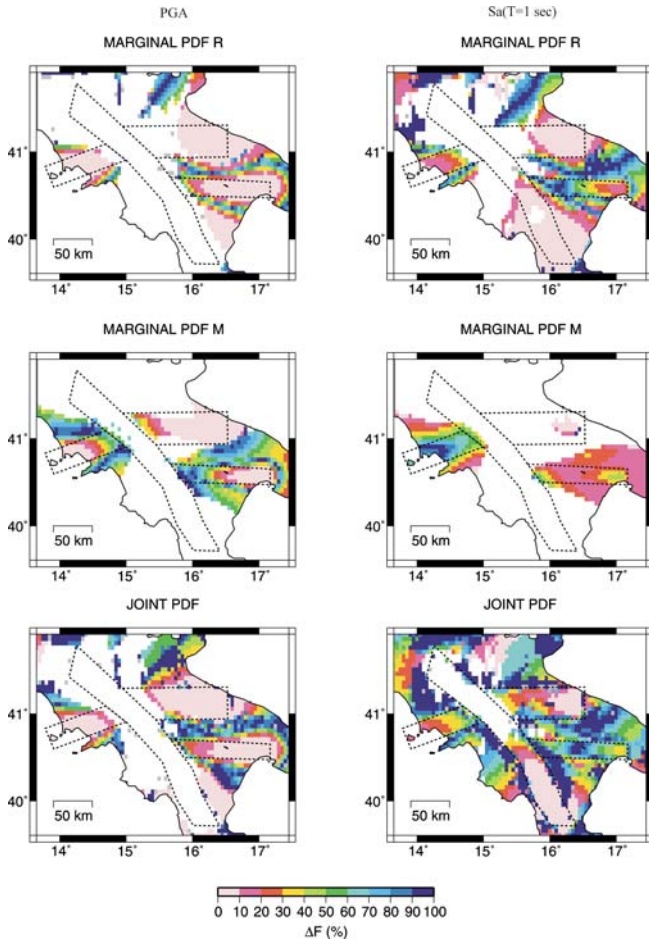 PGA Sa(T=1 sec)
MARGINAL PDF R MARGINAL PDF R
41° 41°
40° 40°
50 km 50 km
14° 15° 16° 17° 14° 15° 16° 17°
MARGINAL PDF M MARGINAL PDF M
41° 41°
40° 40°
50 km 50 km
14° 15° 16° 17° 14° 15° 16° 17°
JOINT PDF JOINT PDF
41° 41°
40° 40°
50 km 50 km
14° 15° 16° 17° 14° 15° 16° 17°
0 10 20 30 40 50 60 70 80 90 100
ΔF (%)